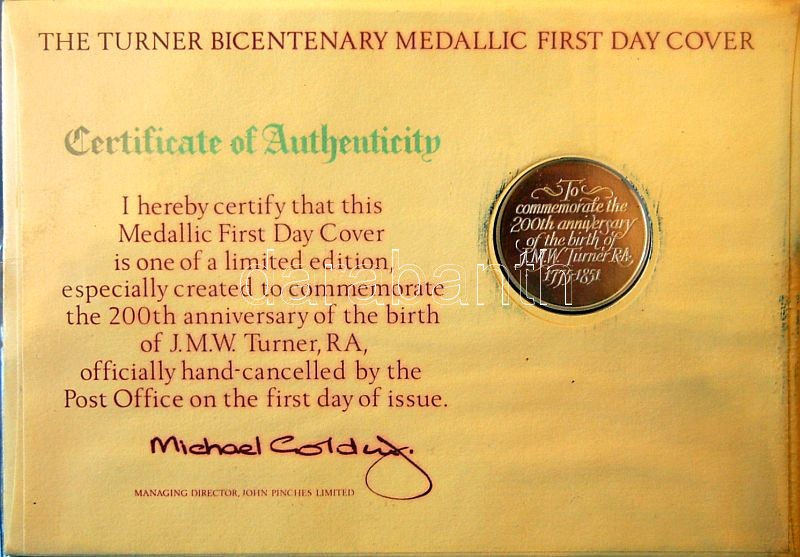 THE TURNER BICENTENARY MEDALLIC FIRST DAY COVER
Certificate of Authenticity
I hereby certify that this
Medallic First Day Cover
is one of a limited edition,
especially created to commemorate
the 200th anniversary of the birth
of J.M.W. Turner, RA,
officially hand-cancelled by the
Post Office on the first day of issue.
Michael
MANAGING DIRECTOR, JOHN PINCHES LIMITED
To
commemorate the
200th anniversary
of the birth of
J.M.W. Turner R.A.
1775-1851
darabanth